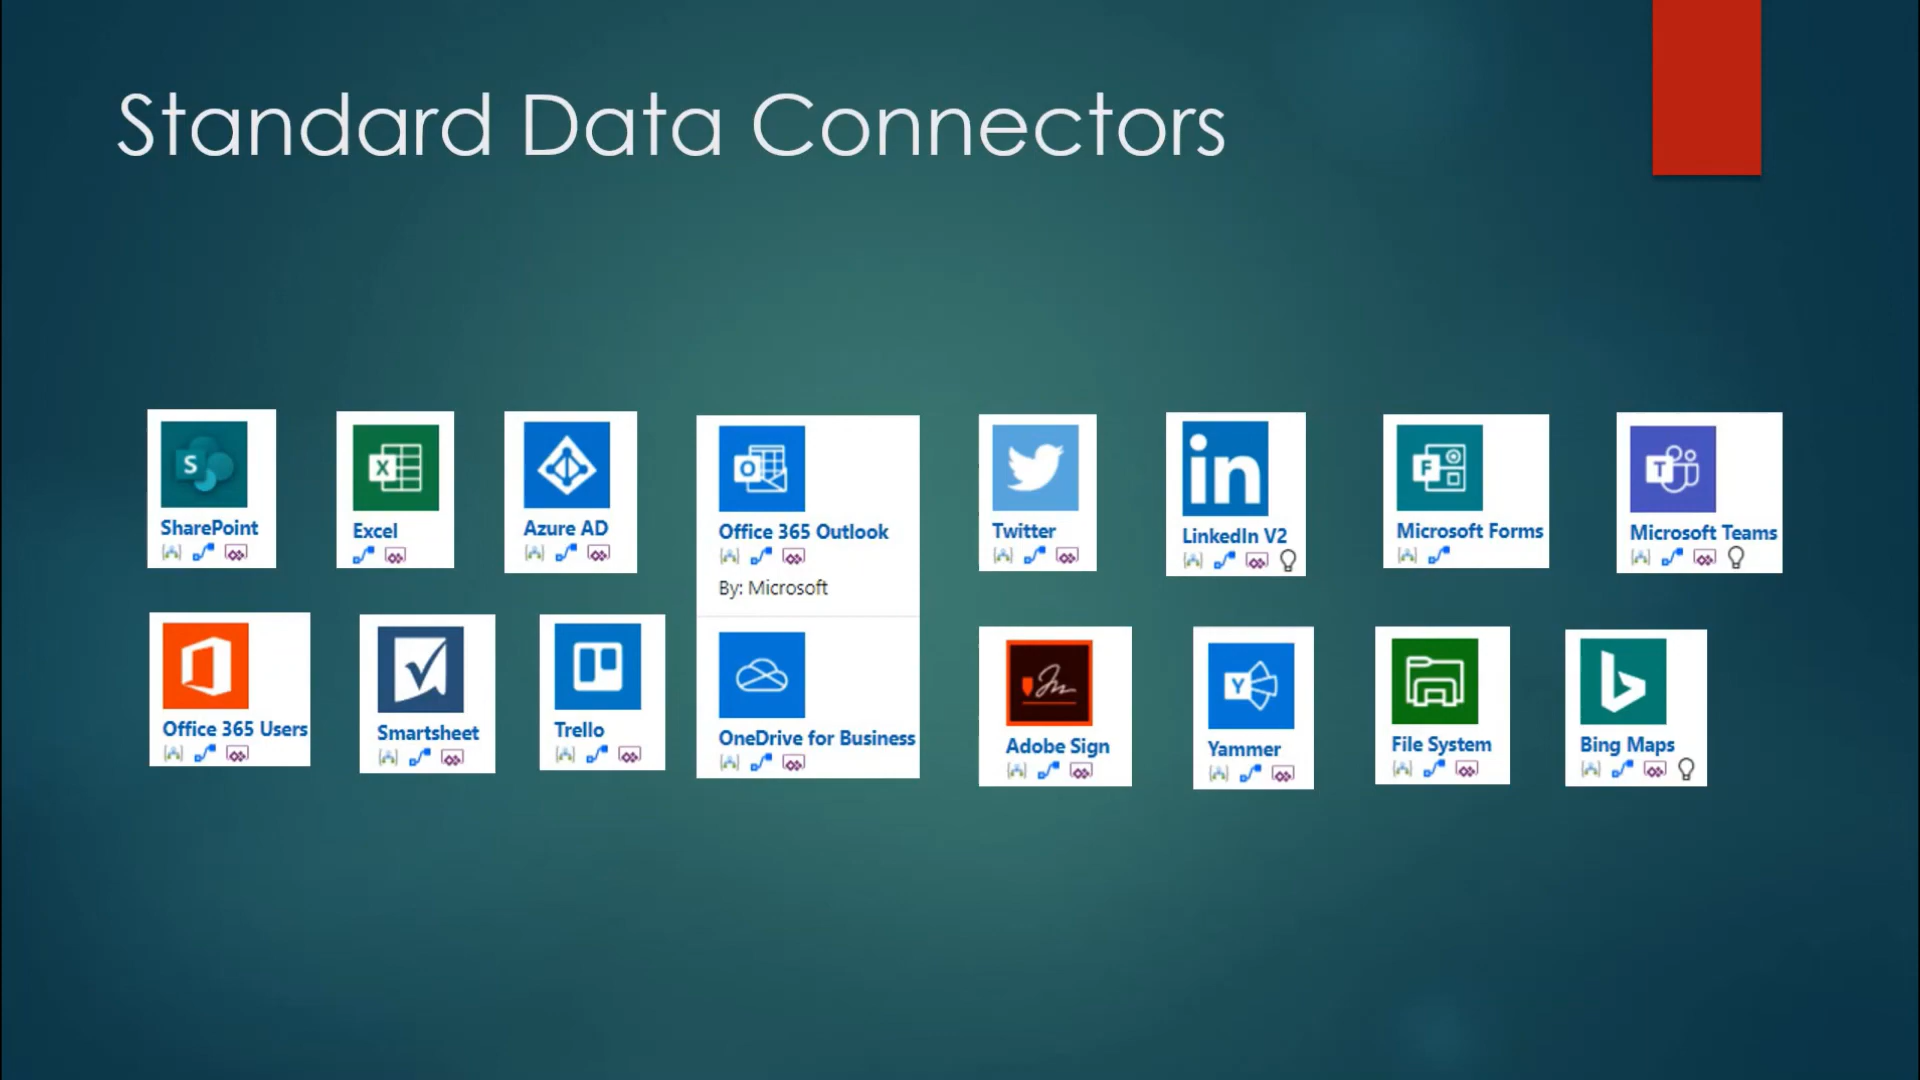 Standard Data Connectors
SharePoint
Excel
Azure AD
Office 365 Outlook
By: Microsoft
Twitter
LinkedIn V2
Microsoft Forms
Microsoft Teams
Office 365 Users
Smartsheet
Trello
OneDrive for Business
Adobe Sign
Yammer
File System
Bing Maps